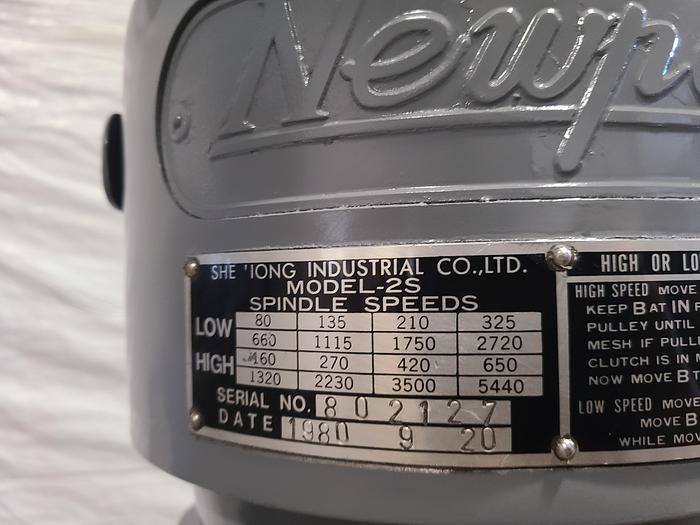 Newp
SHE 'IONG INDUSTRIAL CO.,LTD.
MODEL-2S
SPINDLE SPEEDS
LOW 80 135 210 325
660 1115 1750 2720
HIGH 160 270 420 650
1320 2230 3500 5440
SERIAL NO. 802127
DATE 1980 9 20
HIGH OR LO
HIGH SPEED MOVE
KEEP B AT IN
PULLEY UNTIL
MESH IF PULL
CLUTCH IS IN
NOW MOVE B T
LOW SPEED MOVE
MOVE B
WHILE MOV